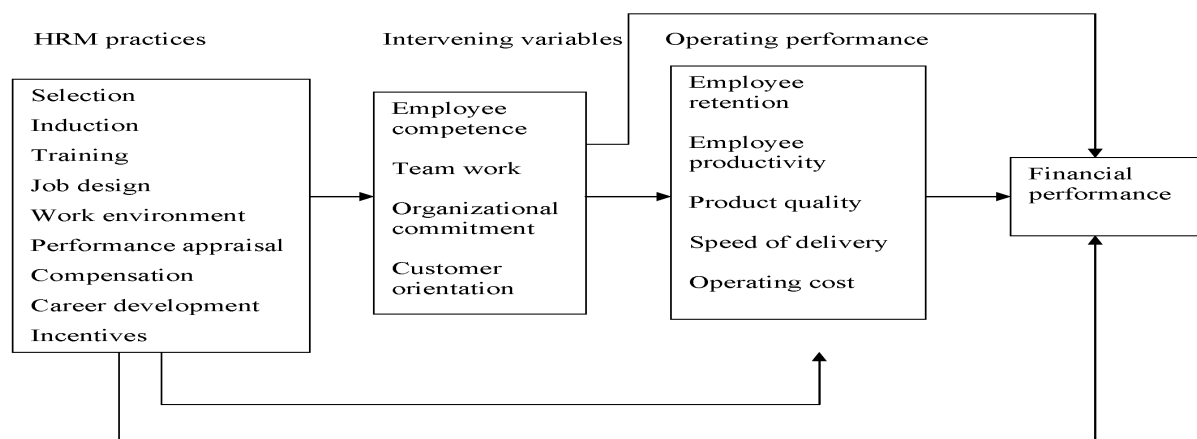 HRM practices
Intervening variables
Operating performance
Selection
Induction
Training
Job design
Work environment
Performance appraisal
Compensation
Career development
Incentives
Employee
competence
Team work
Organizational
commitment
Customer
orientation
Employee
retention
Employee
productivity
Product quality
Speed of delivery
Operating cost
Financial
performance